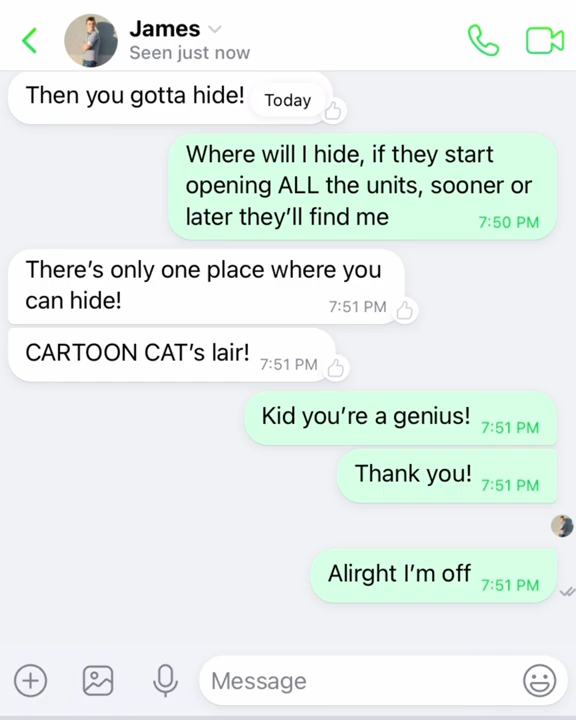 James
Seen just now
Then you gotta hide!
Today
Where will I hide, if they start
opening ALL the units, sooner or
later they’ll find me 7:50 PM
There’s only one place where you
can hide! 7:51 PM
CARTOON CAT’s lair! 7:51 PM
Kid you’re a genius! 7:51 PM
Thank you! 7:51 PM
Alirght I’m off 7:51 PM
Message